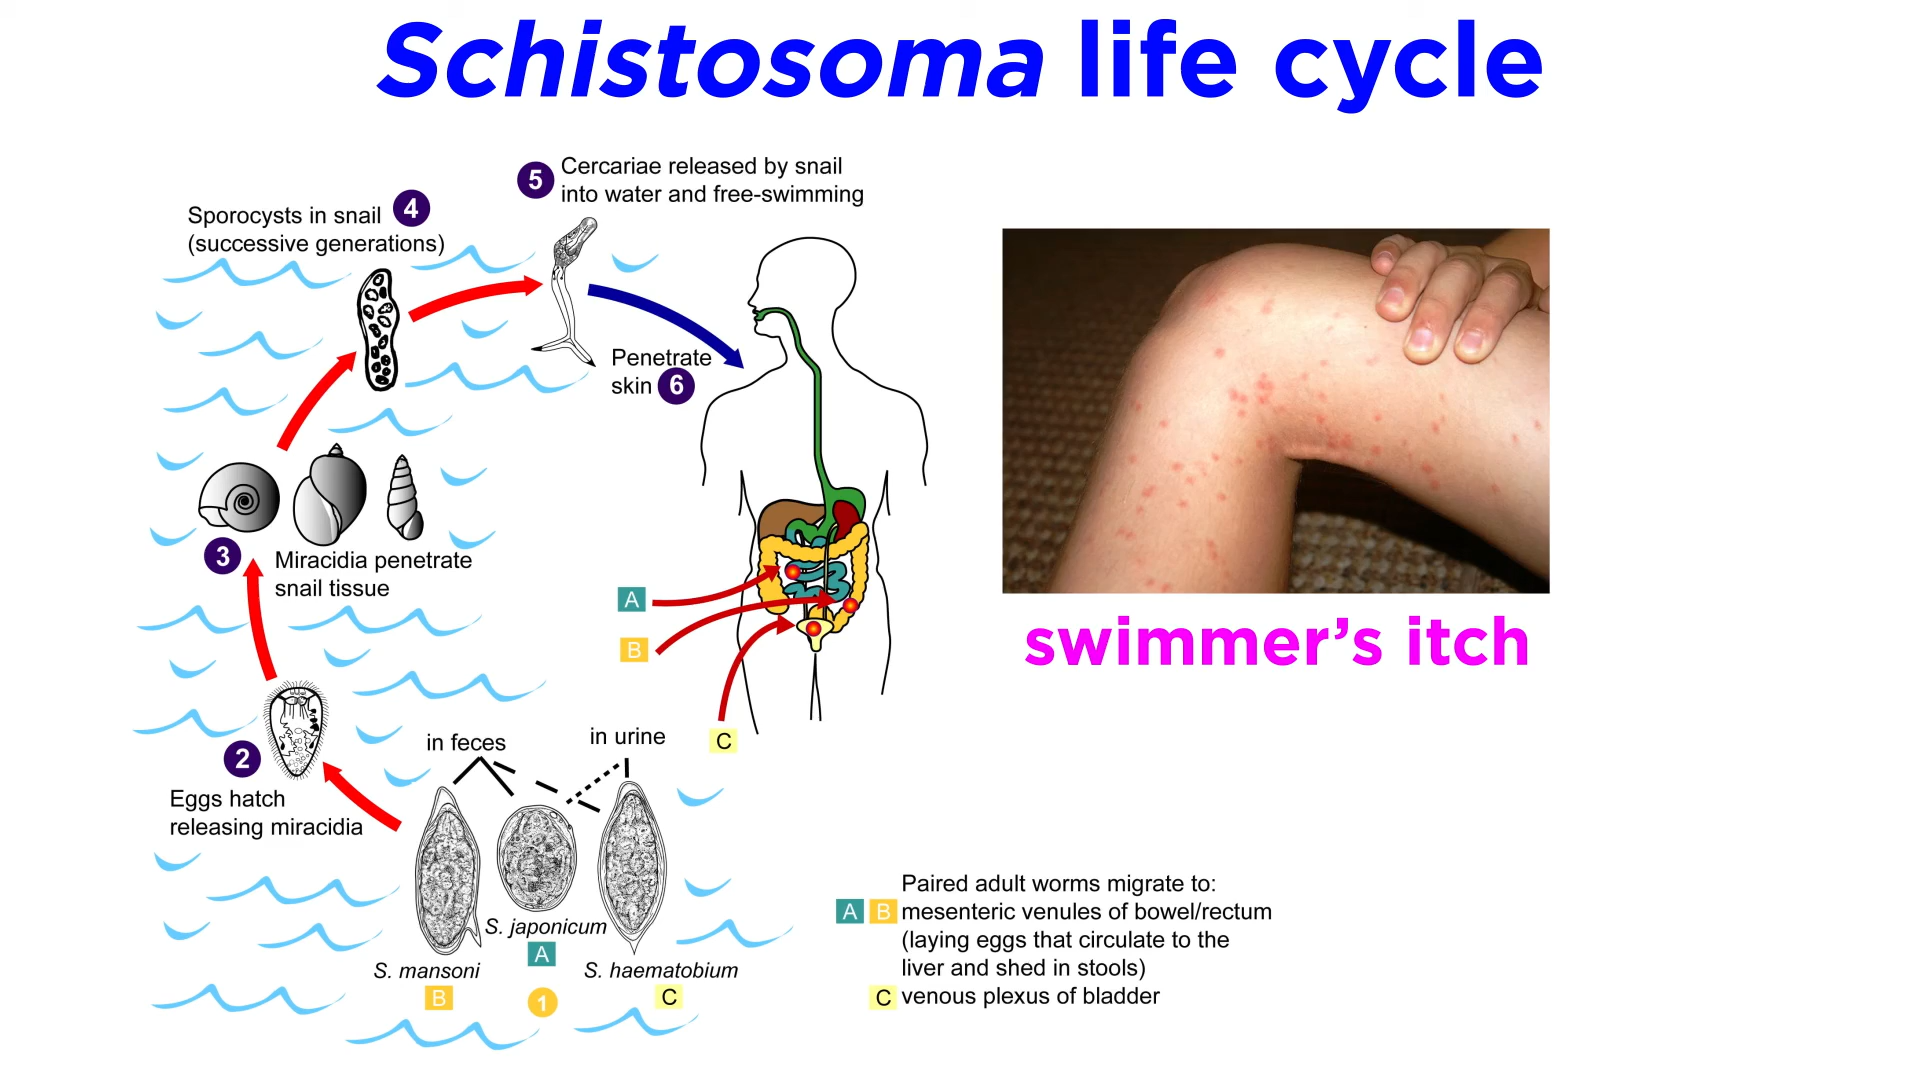 Schistosoma life cycle
5
Cercariae released by snail
into water and free-swimming
4
Sporocysts in snail
(successive generations)
Penetrate
skin 6
3
Miracidia penetrate
snail tissue
A
B
C
swimmer's itch
2
Eggs hatch
releasing miracidia
in feces
in urine
S. japonicum
A
S. mansoni
S. haematobium
B
1
C
Paired adult worms migrate to:
A B mesenteric venules of bowel/rectum
(laying eggs that circulate to the
liver and shed in stools)
C venous plexus of bladder